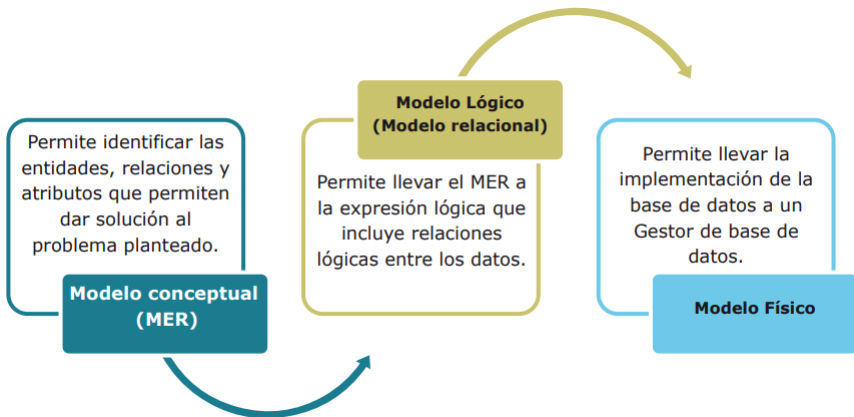 Permite identificar las
entidades, relaciones y
atributos que permiten
dar solución al
problema planteado.
Modelo conceptual
(MER)
Modelo Lógico
(Modelo relacional)
Permite llevar el MER a
la expresión lógica que
incluye relaciones
lógicas entre los datos.
Permite llevar la
implementación de la
base de datos a un
Gestor de base de
datos.
Modelo Físico